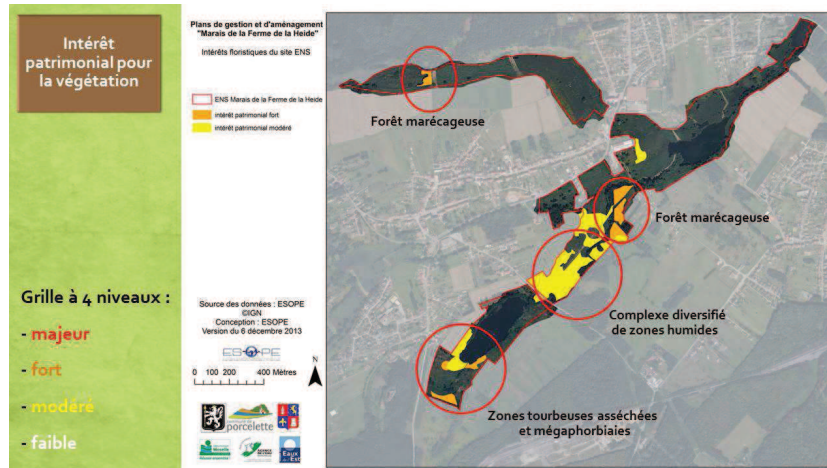 Intérêt
patrimonial pour
la végétation
Grille à 4 niveaux :
- majeur
- fort
- modéré
- faible
Plans de gestion et d'aménagement
"Marais de la Ferme de la Heide"
Intérêts floristiques du site ENS
ENS Marais de la Ferme de la Heide
intérêt patrimonial fort
intérêt patrimonial modéré
Source des données : ESOPE
©IGN
Conception : ESOPE
Version du 6 décembre 2013
ESOPE
N
0 100 200 400 Mètres
porcelette
Forêt marécageuse
Forêt marécageuse
Complexe diversifié
de zones humides
Zones tourbeuses asséchées
et mégaphorbiaies